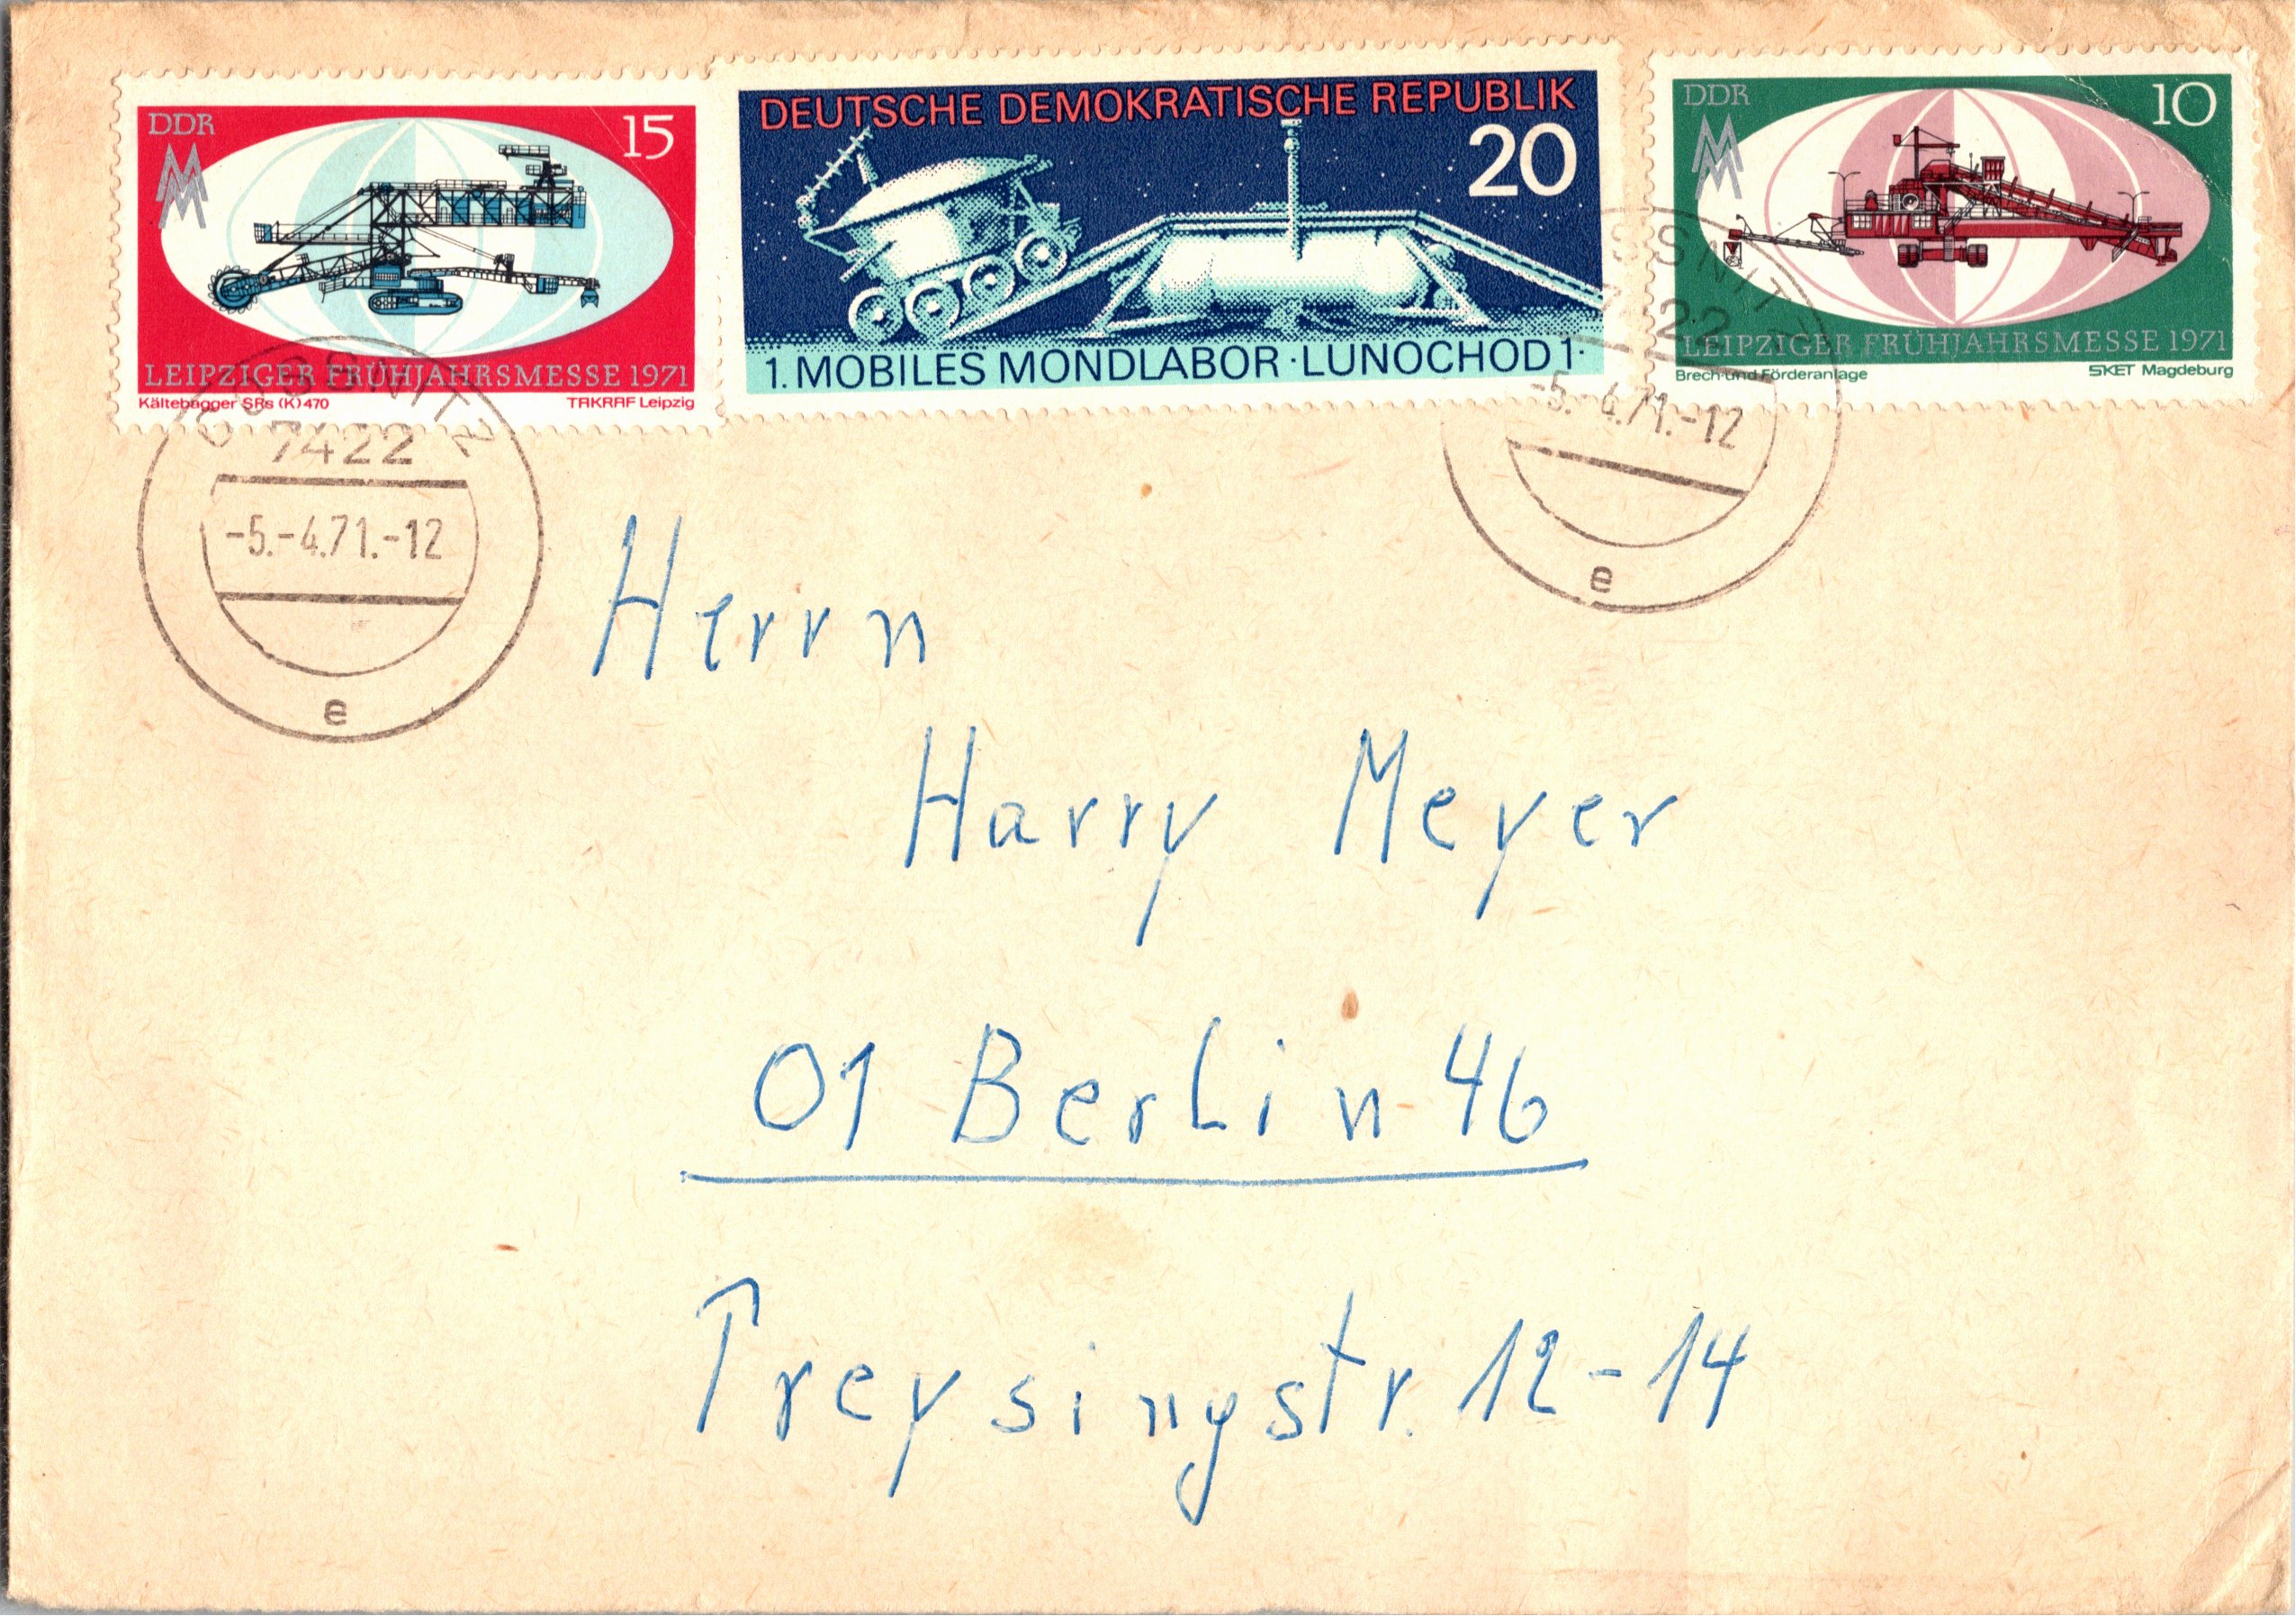 DDR
15
LEIPZIGER FRÜHJAHRSMESSE 1971
Kältebagger SRs (K) 470
TAKRAF Leipzig
DEUTSCHE DEMOKRATISCHE REPUBLIK
20
1. MOBILES MONDLABOR · LUNOCHOD 1 ·
DDR
10
LEIPZIGER FRÜHJAHRSMESSE 1971
Brech- und Förderanlage
SKET Magdeburg
7422
-5.-4.71.-12
e
-5.-4.71.-12
e
Herrn
Harry Meyer
01 Berlin 46
Preysingstr. 12-14